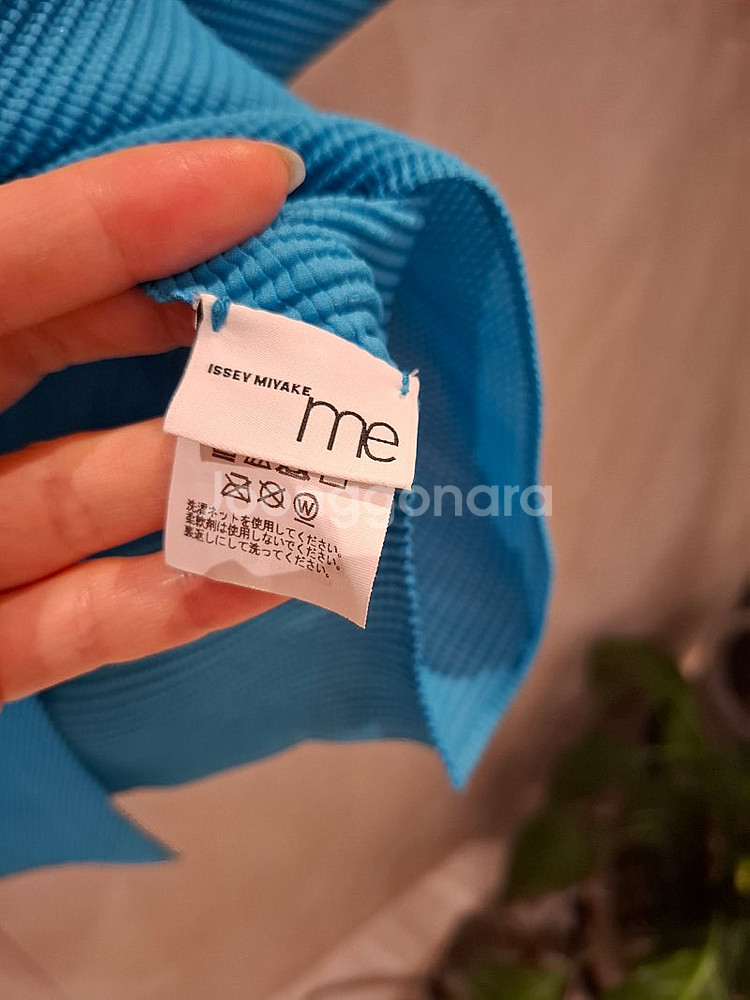 ISSEY MIYAKE
me
W
joonggonara
洗濯ネットを使用してください。
柔軟剤は使用しないでください。
裏返しにして洗ってください。